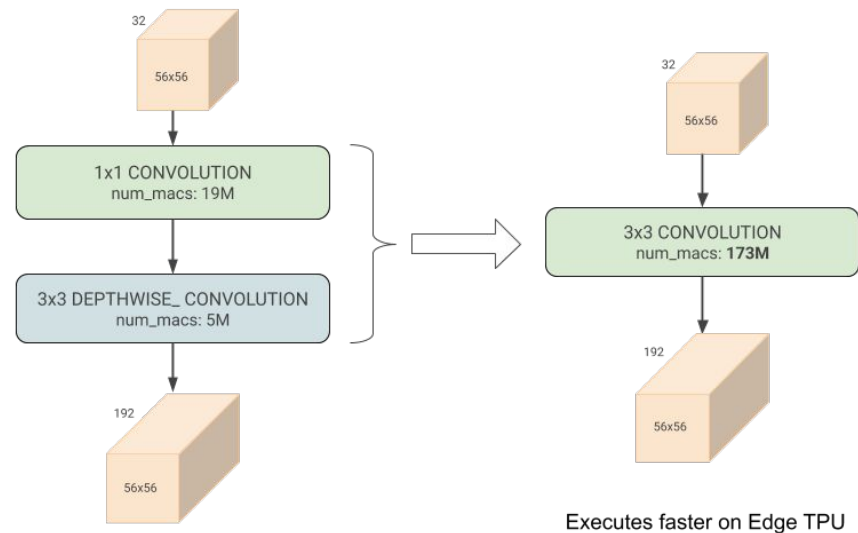 32
56x56
1x1 CONVOLUTION
num_macs: 19M
3x3 DEPTHWISE_ CONVOLUTION
num_macs: 5M
192
56x56
32
56x56
3x3 CONVOLUTION
num_macs: 173M
192
56x56
Executes faster on Edge TPU